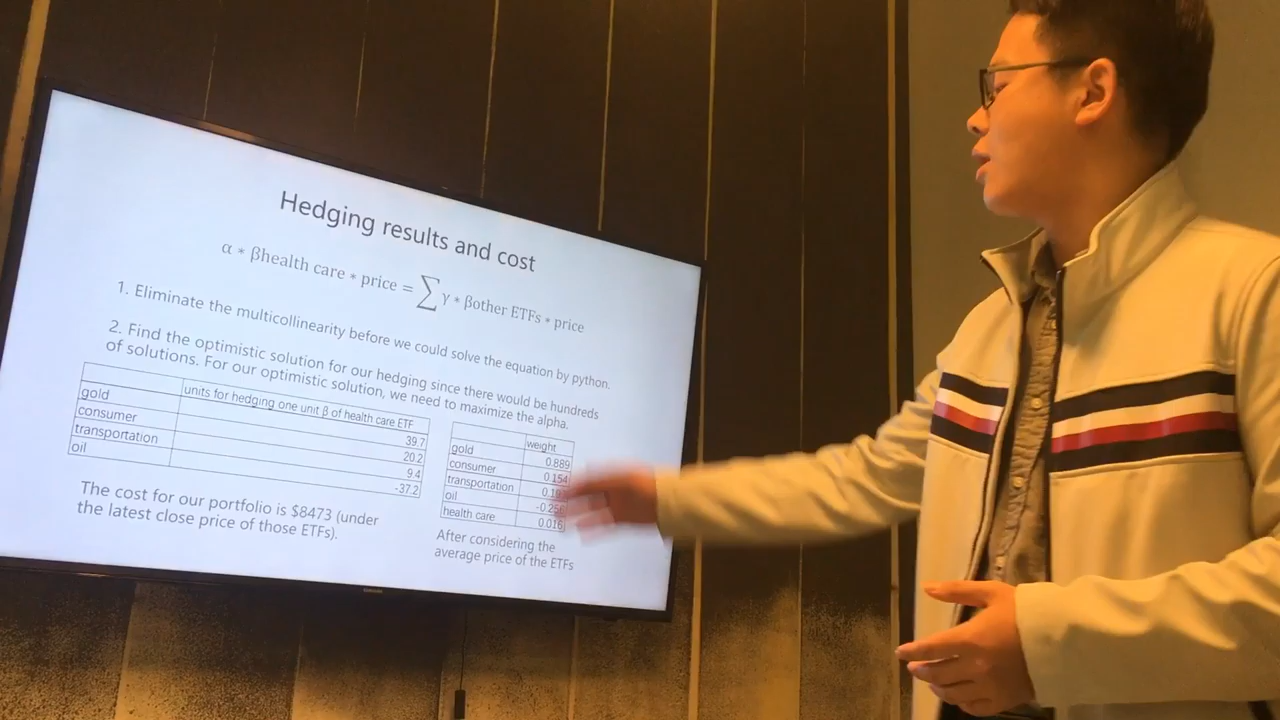 Hedging results and cost
α * βhealth care * price = ∑ γ * βother ETFs * price
1. Eliminate the multicollinearity before we could solve the equation by python.
2. Find the optimistic solution for our hedging since there would be hundreds
of solutions. For our optimistic solution, we need to maximize the alpha.
units for hedging one unit β of health care ETF
gold 39.7
consumer 20.2
transportation 9.4
oil -37.2
The cost for our portfolio is $8473 (under
the latest close price of those ETFs).
weight
gold 0.889
consumer 0.154
transportation
oil
health care 0.016
After considering the
average price of the ETFs